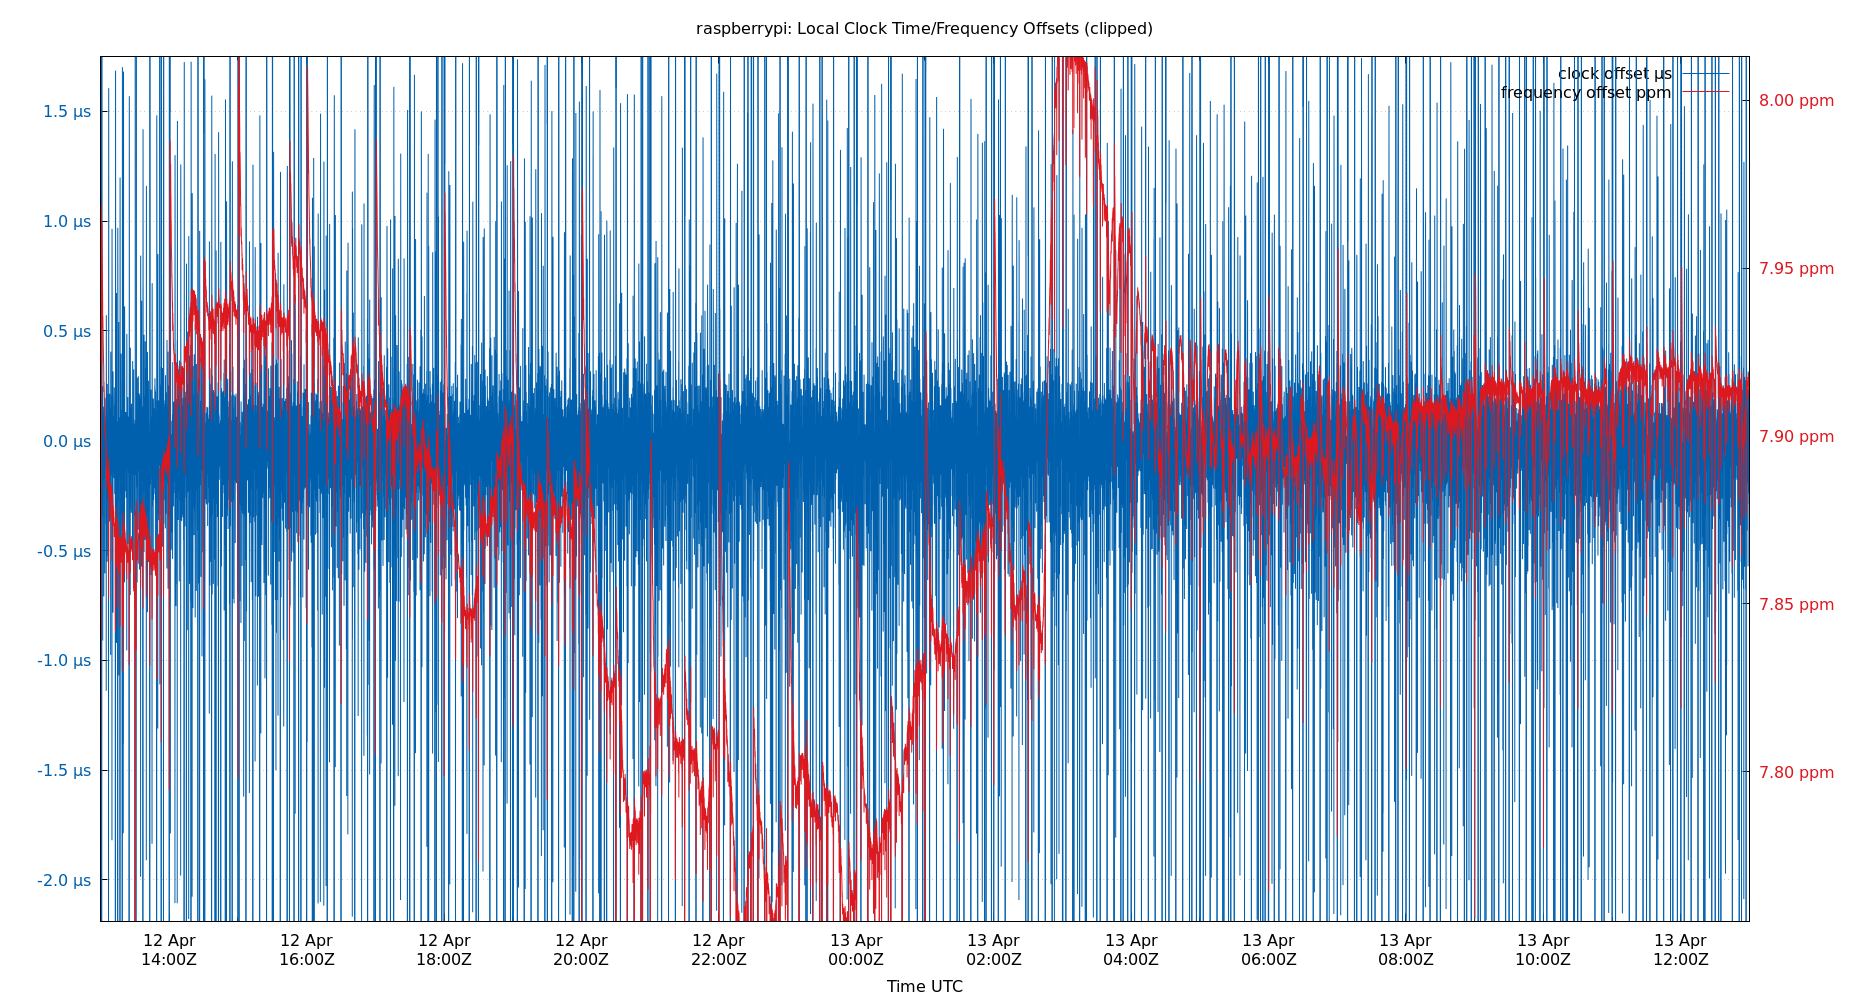 raspberrypi: Local Clock Time/Frequency Offsets (clipped)
clock offset µs
frequency offset ppm
1.5 µs
1.0 µs
0.5 µs
0.0 µs
-0.5 µs
-1.0 µs
-1.5 µs
-2.0 µs
8.00 ppm
7.95 ppm
7.90 ppm
7.85 ppm
7.80 ppm
12 Apr 12 Apr 12 Apr 12 Apr 12 Apr 13 Apr 13 Apr 13 Apr 13 Apr 13 Apr 13 Apr 13 Apr
14:00Z 16:00Z 18:00Z 20:00Z 22:00Z 00:00Z 02:00Z 04:00Z 06:00Z 08:00Z 10:00Z 12:00Z
Time UTC